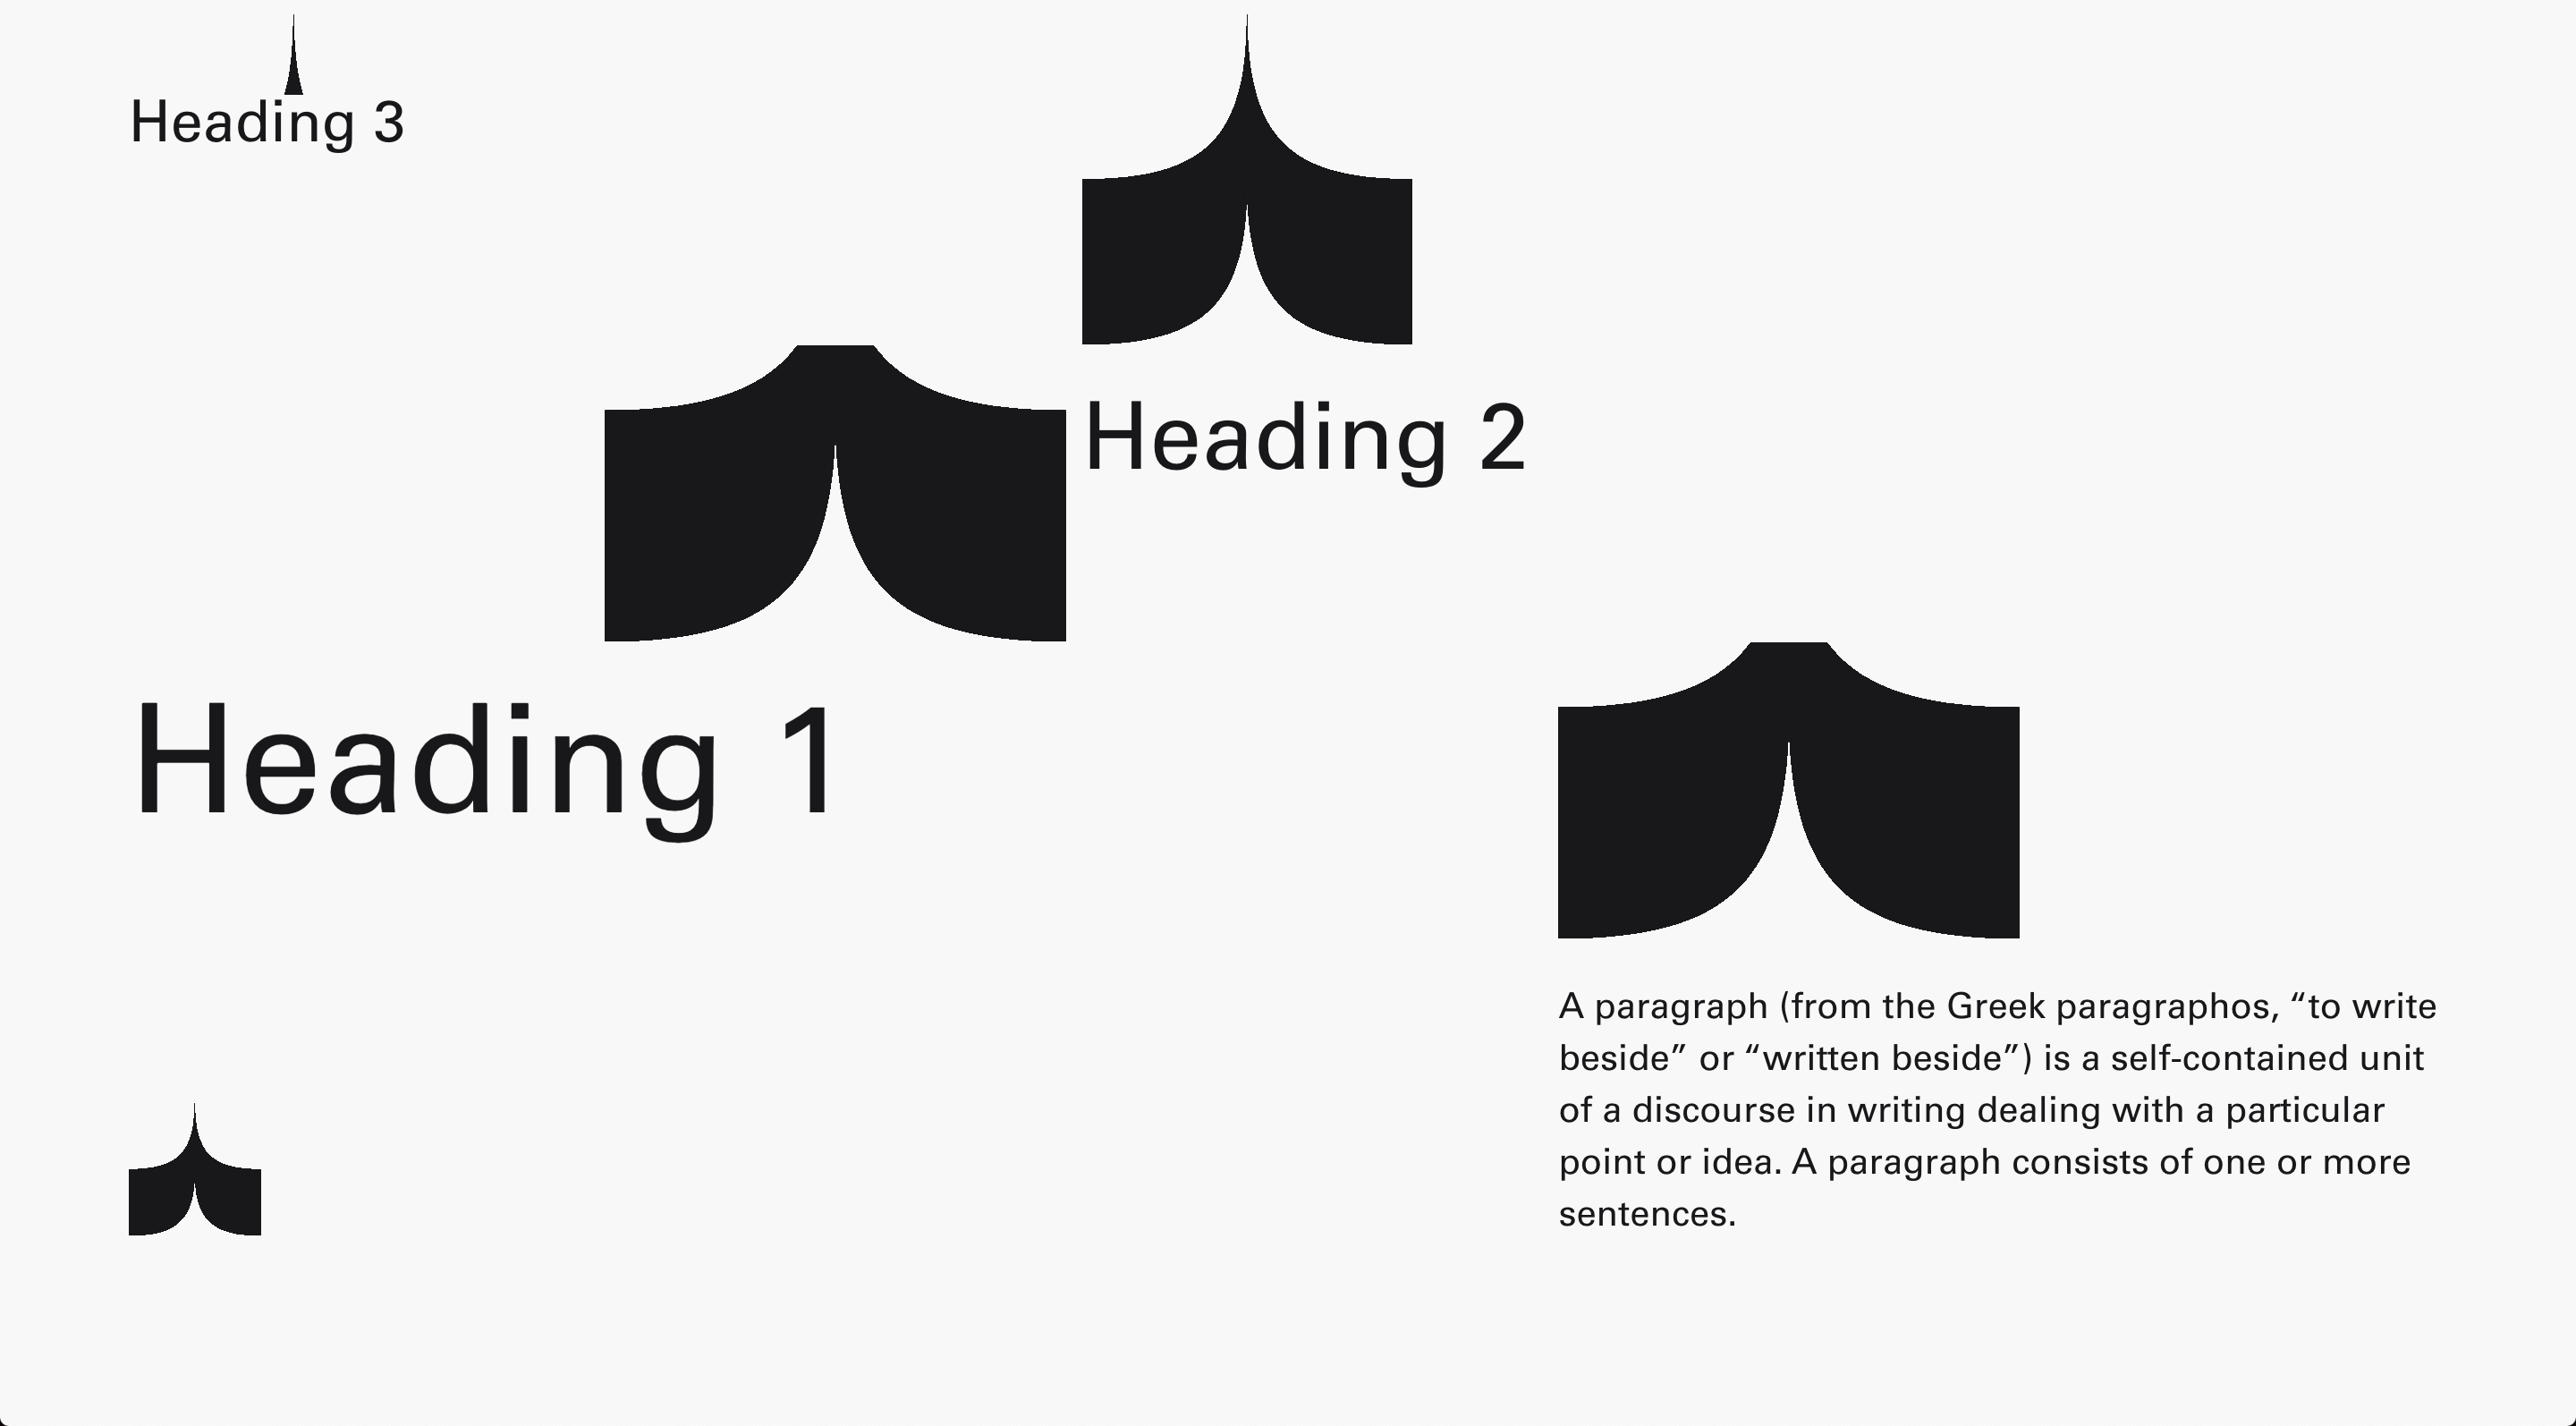 Heading 3
Heading 2
Heading 1
A paragraph (from the Greek paragraphos, “to write
beside” or “written beside”) is a self-contained unit
of a discourse in writing dealing with a particular
point or idea. A paragraph consists of one or more
sentences.